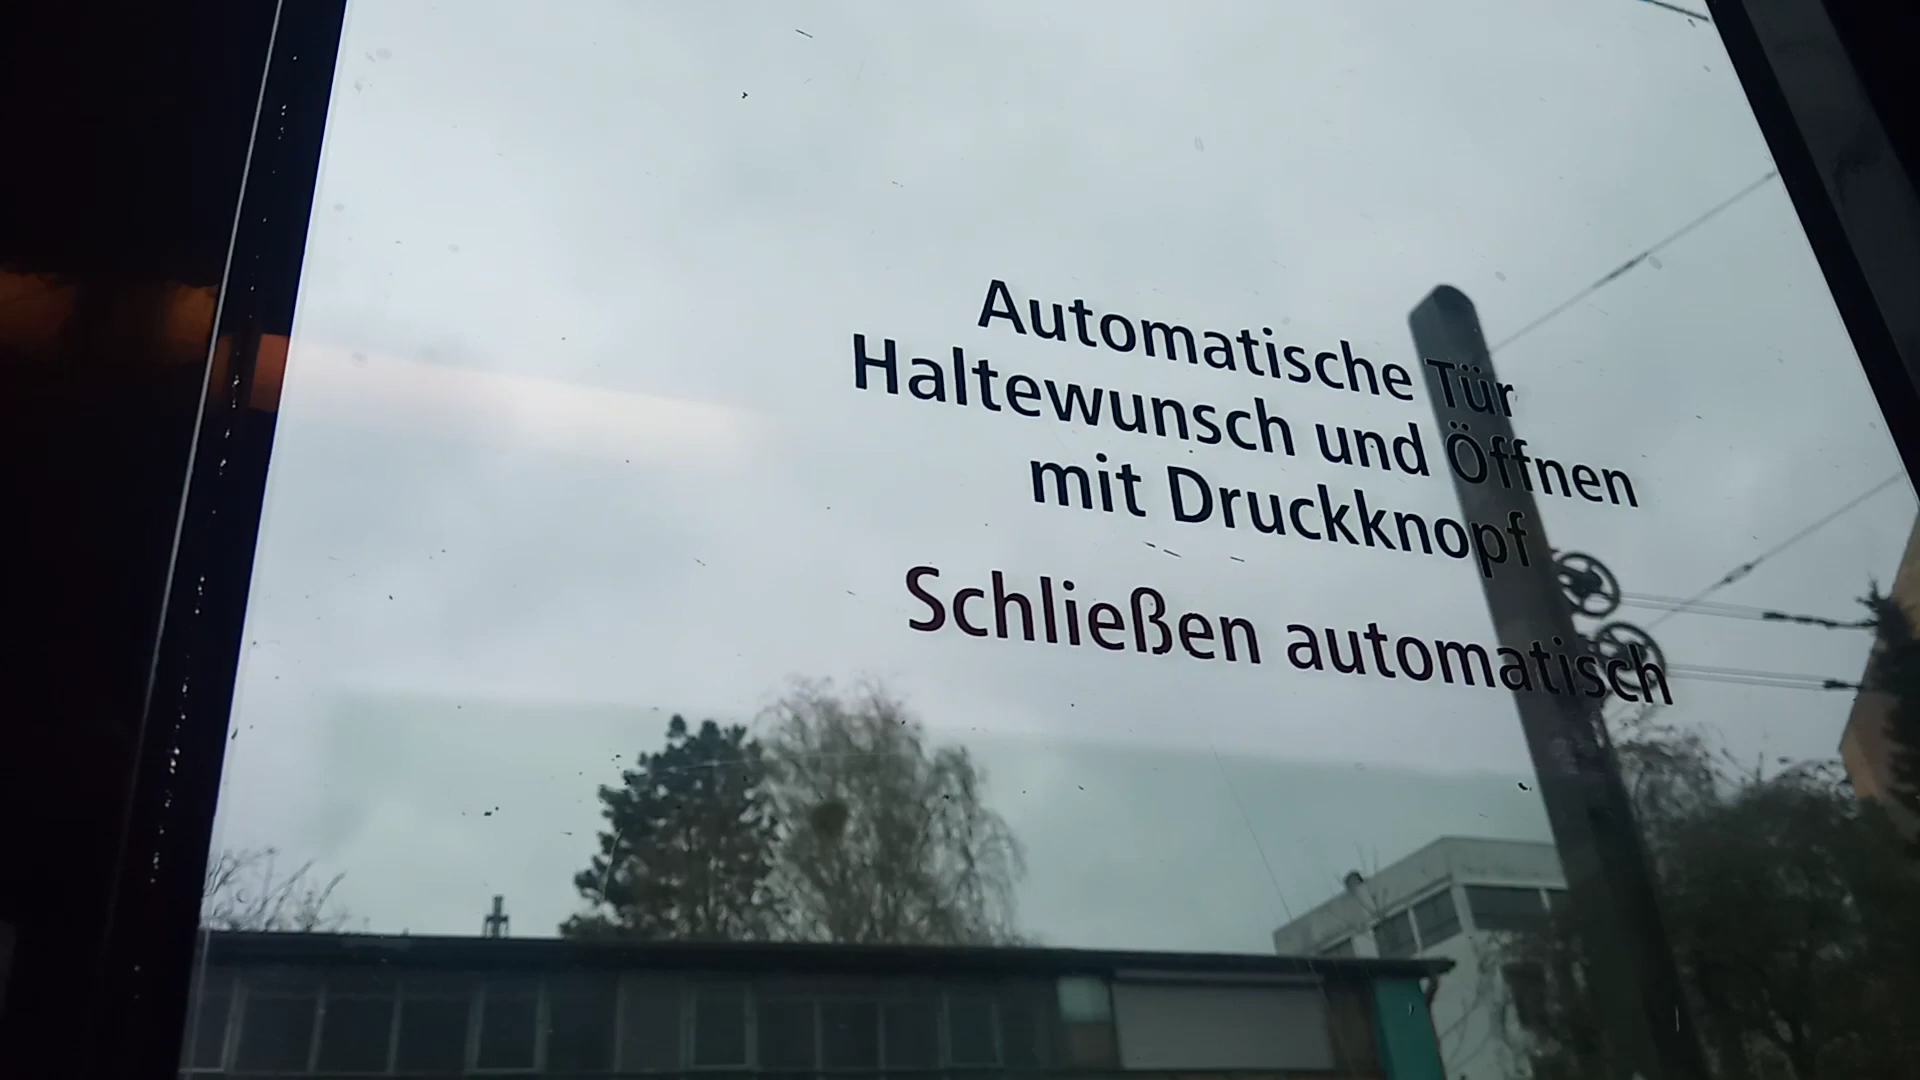 Automatische Tür
Haltewunsch und Öffnen
mit Druckknopf
Schließen automatisch